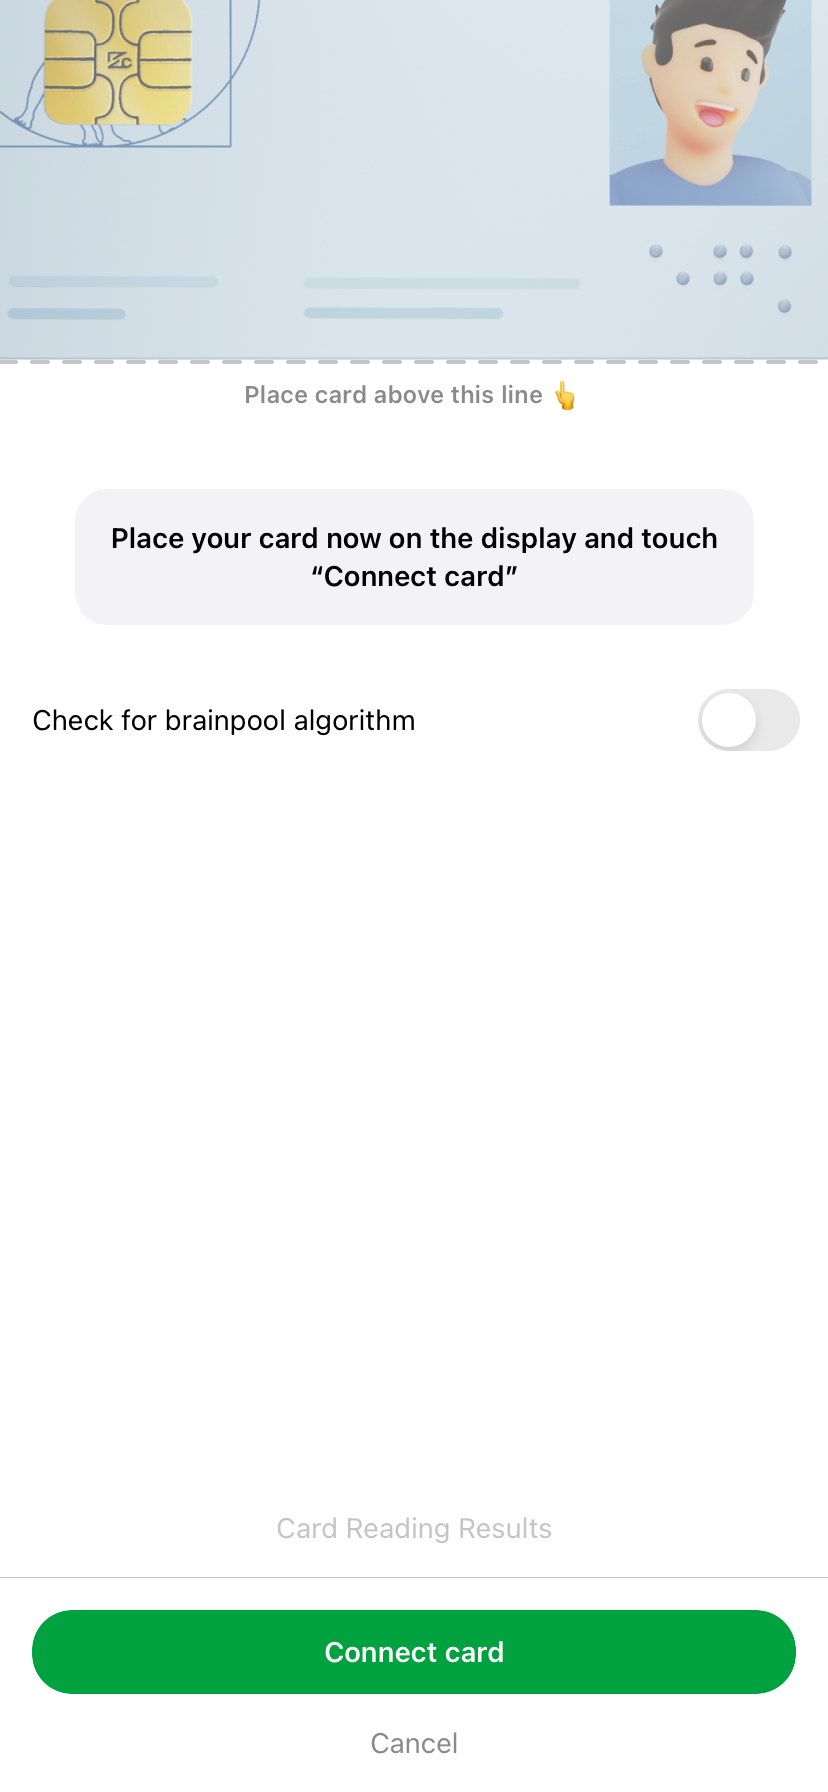 Place card above this line 👆
Place your card now on the display and touch
“Connect card”
Check for brainpool algorithm
Card Reading Results
Connect card
Cancel